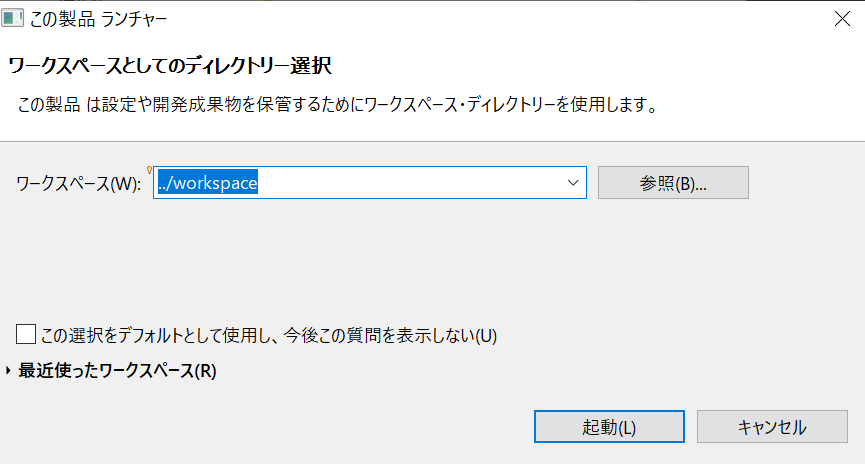 この製品 ランチャー
ワークスペースとしてのディレクトリー選択
この製品 は設定や開発成果物を保管するためにワークスペース・ディレクトリーを使用します。
ワークスペース(W): ../workspace 参照(B)...
この選択をデフォルトとして使用し、今後この質問を表示しない(U)
最近使ったワークスペース(R)
起動(L) キャンセル